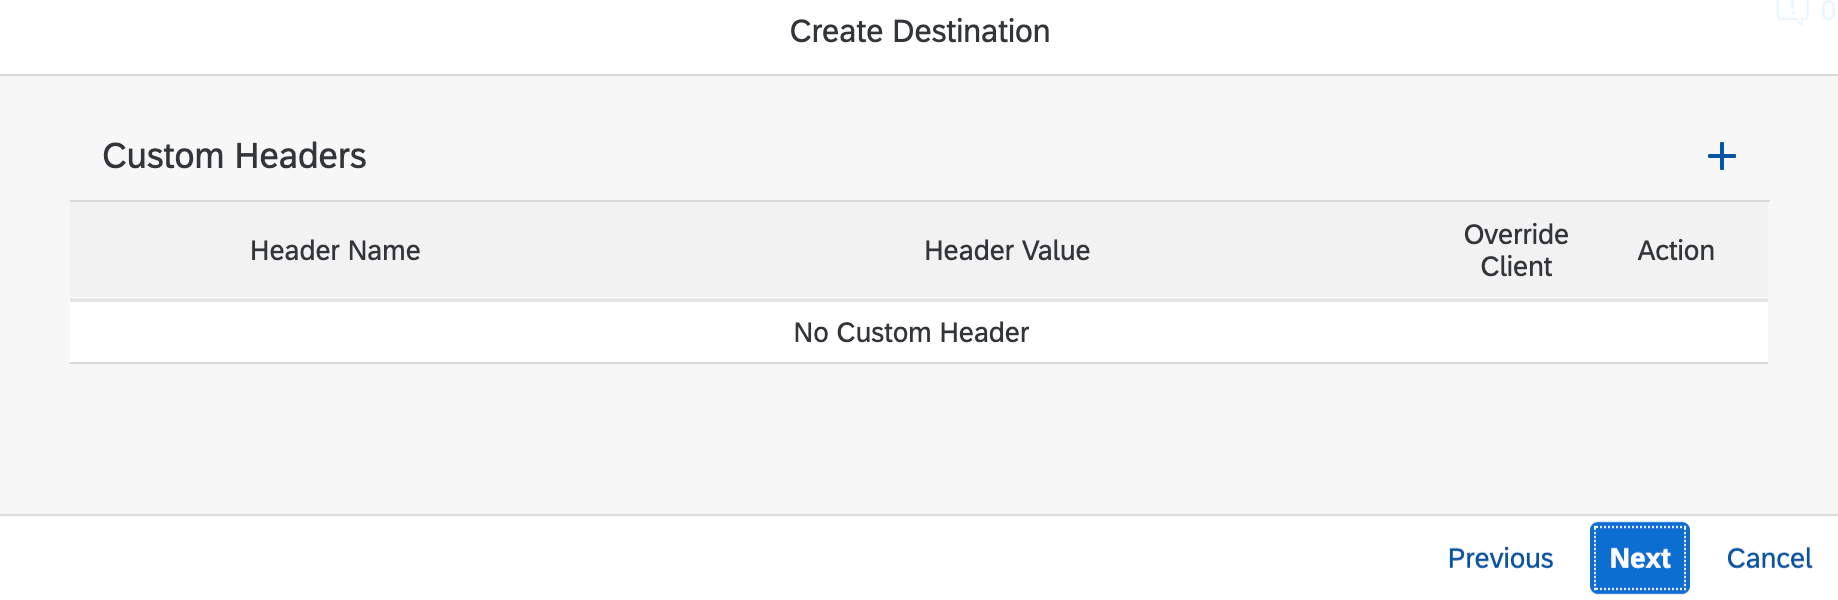 Create Destination
Custom Headers
Header Name
Header Value
Override
Client
Action
No Custom Header
Previous
Next
Cancel